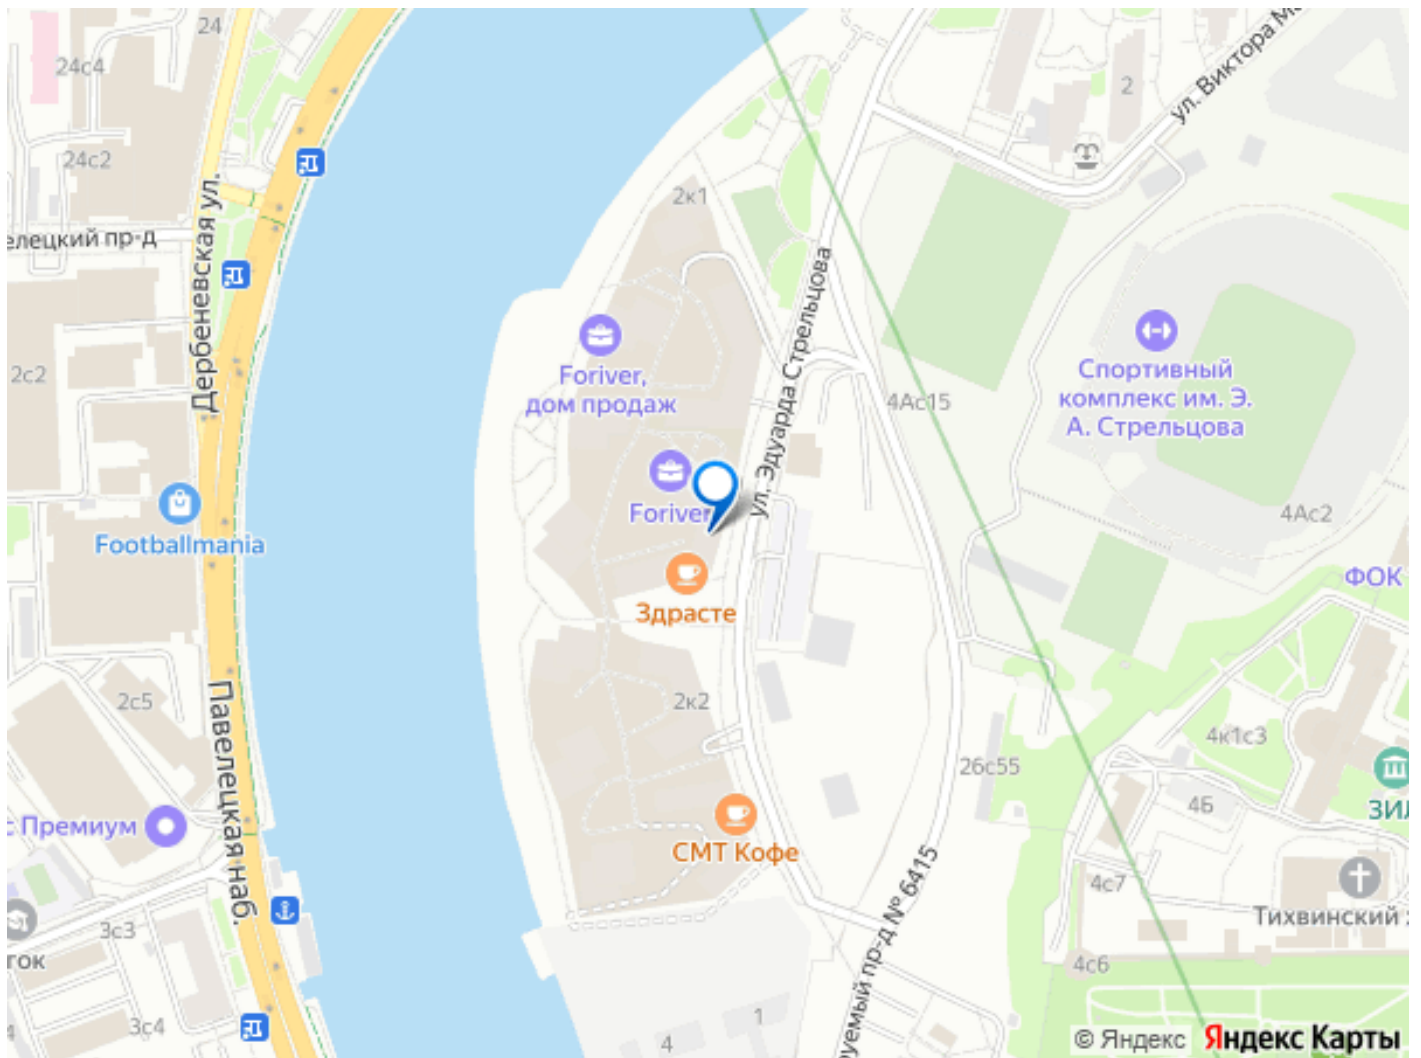 24
24с4
24с2
2
ул. Виктора М
Дербеневская ул.
елецкий пр-д
2к1
ул. Эдуарда Стрельцова
Foriver,
дом продаж
2с2
4Ас15
Спортивный
комплекс им. Э.
А. Стрельцова
Foriver
4Ас2
Footballmania
Здрасте
ФОК
2с5
Павелецкая наб.
2к2
4к1с3
26с55
4Б
ЗИЛ
с Премиум
СМТ Кофе
4с7
3с3
ток
Тихвинский
руемый пр-д № 6415
4с6
3с4
4
1
© Яндекс
Яндекс Карты